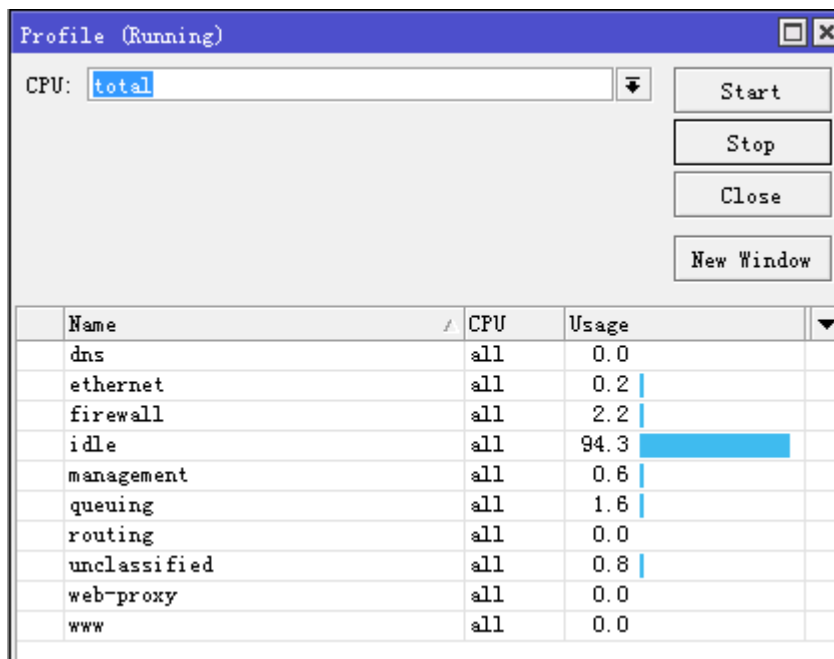 Profile (Running)
CPU: total
Start
Stop
Close
New Window
Name CPU Usage
dns all 0.0
ethernet all 0.2
firewall all 2.2
idle all 94.3
management all 0.6
queuing all 1.6
routing all 0.0
unclassified all 0.8
web-proxy all 0.0
www all 0.0